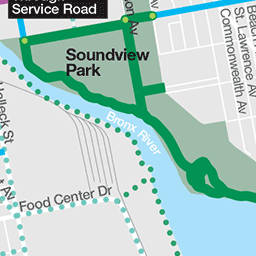 Service Road
Soundview
Park
Beach Av
St. Lawrence Av
Commonwealth Av
Bronx River
Food Center Dr